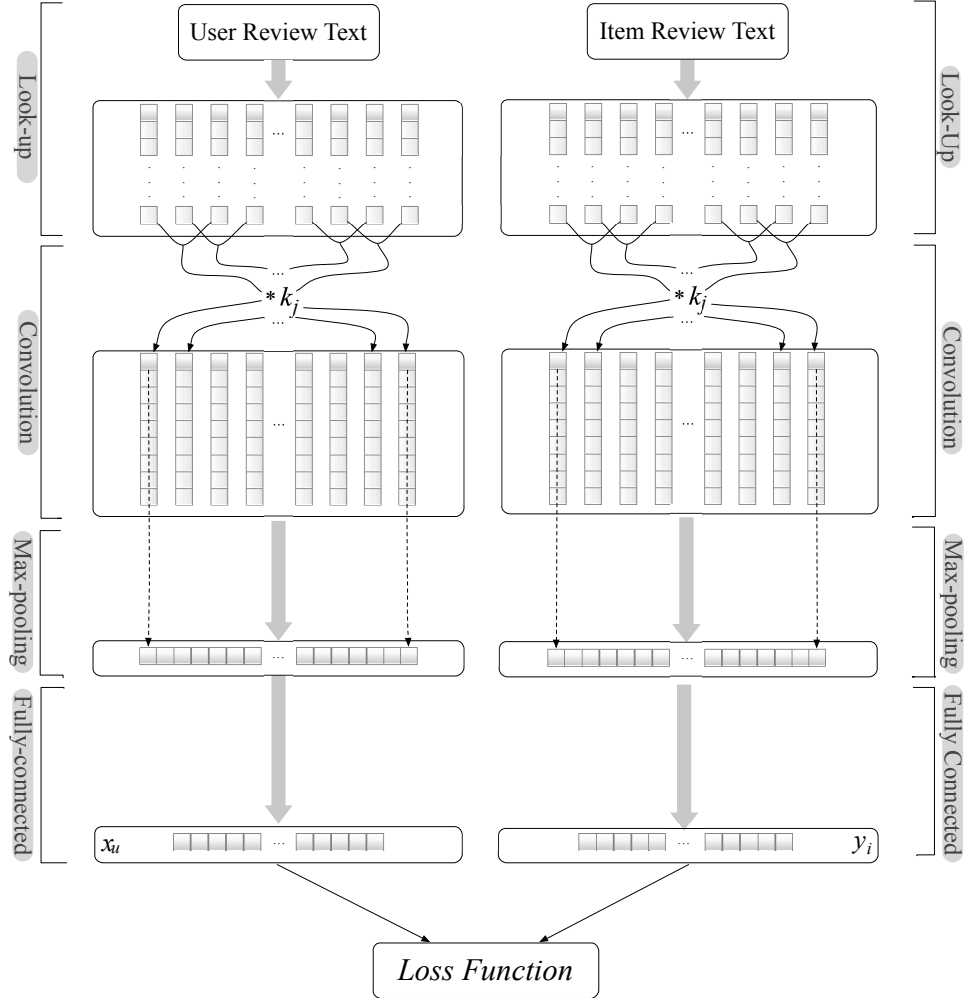 User Review Text
Item Review Text
Look-up
Look-Up
...
...
...
...
* k_j
* k_j
...
...
Convolution
Convolution
...
...
Max-pooling
Max-pooling
...
...
Fully-connected
Fully Connected
x_u
...
...
y_i
Loss Function